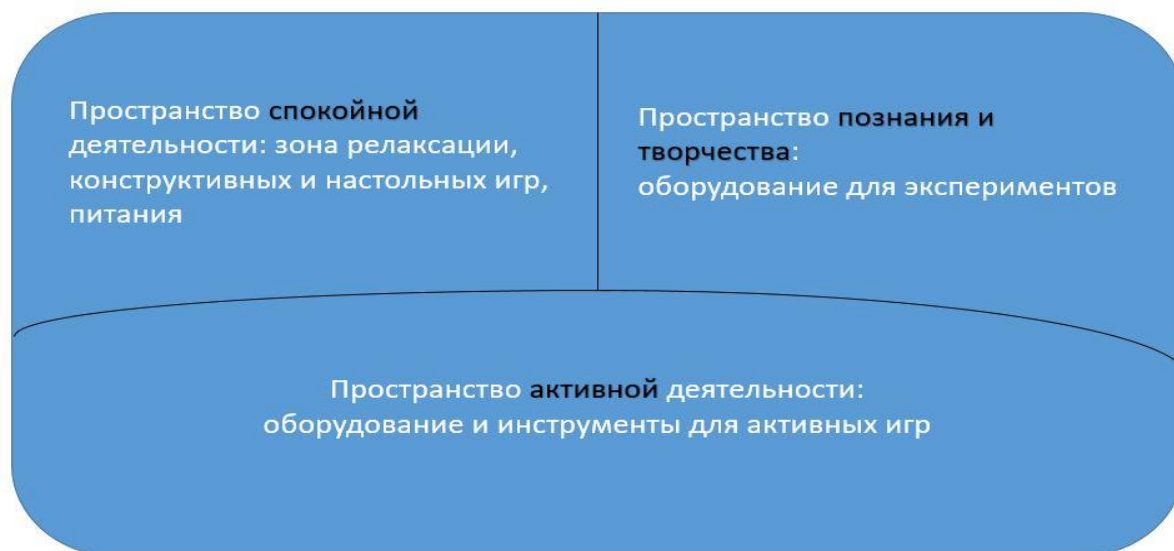 Пространство спокойной
деятельности: зона релаксации,
конструктивных и настольных игр,
питания
Пространство познания и
творчества:
оборудование для экспериментов
Пространство активной деятельности:
оборудование и инструменты для активных игр